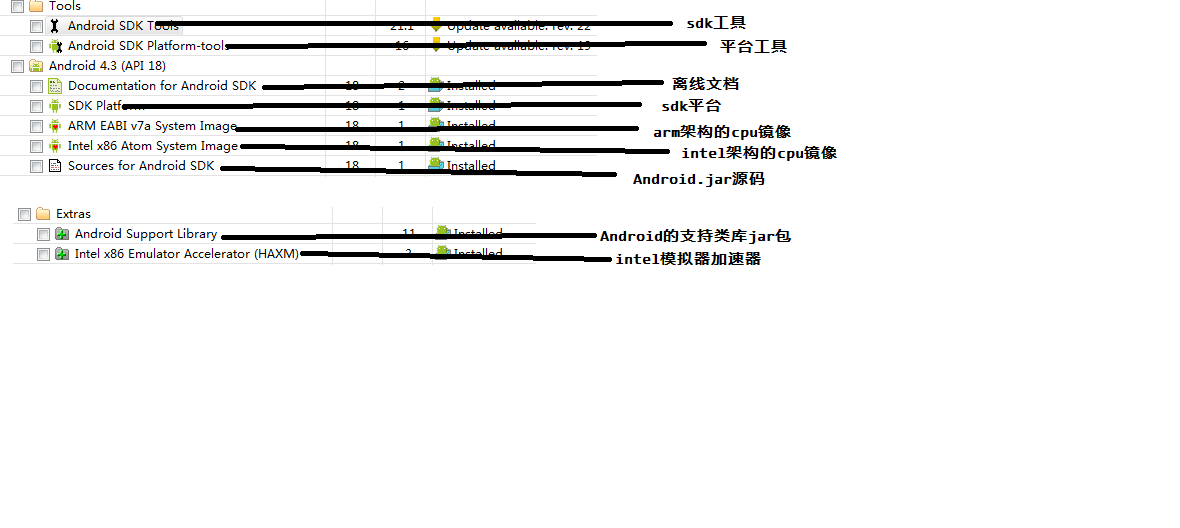 Tools
Android SDK Tools 21.1 Update available: rev. 22 sdk工具
Android SDK Platform-tools 16 Update available: rev. 19 平台工具
Android 4.3 (API 18)
Documentation for Android SDK 18 2 Installed 离线文档
SDK Platform 18 1 Installed sdk平台
ARM EABI v7a System Image 18 1 Installed arm架构的cpu镜像
Intel x86 Atom System Image 18 1 Installed intel架构的cpu镜像
Sources for Android SDK 18 1 Installed Android.jar源码
Extras
Android Support Library 11 Installed Android的支持类库jar包
Intel x86 Emulator Accelerator (HAXM) Installed intel模拟器加速器